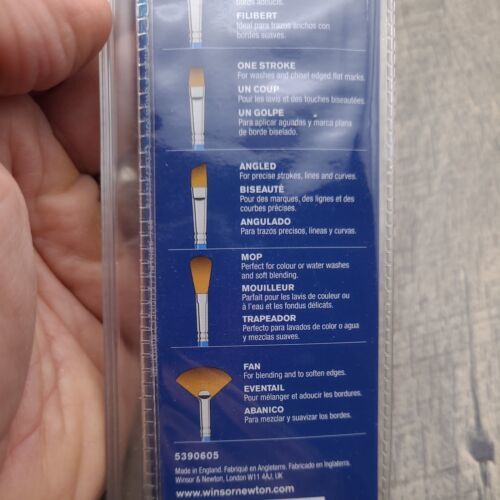 FILIBERT
Ideal para trazos anchos con
bordes suaves.
ONE STROKE
For washes and chisel edged flat marks.
UN COUP
Pour les lavis et des touches biseautées.
UN GOLPE
Para aplicar aguadas y marca plana
de borde biselado.
ANGLED
For precise strokes, lines and curves.
BISEAUTÉ
Pour des marques, des lignes et des
courbes précises.
ANGULADO
Para trazos precisos, lineas y curvas.
MOP
Perfect for colour or water washes
and soft blending.
MOUILLEUR
Parfait pour les lavis de couleur ou
à l'eau et les fondus délicats.
TRAPEADOR
Perfecto para lavados de color o agua
y mezclas suaves.
FAN
For blending and to soften edges.
EVENTAIL
Pour mélanger et adoucir les bordures.
ABANICO
Para mezclar y suavizar los bordes.
5390605
Made in England. Fabriqué en Angleterre. Fabricado en Inglaterra.
Winsor & Newton, London W11 4AJ, UK
www.winsornewton.com